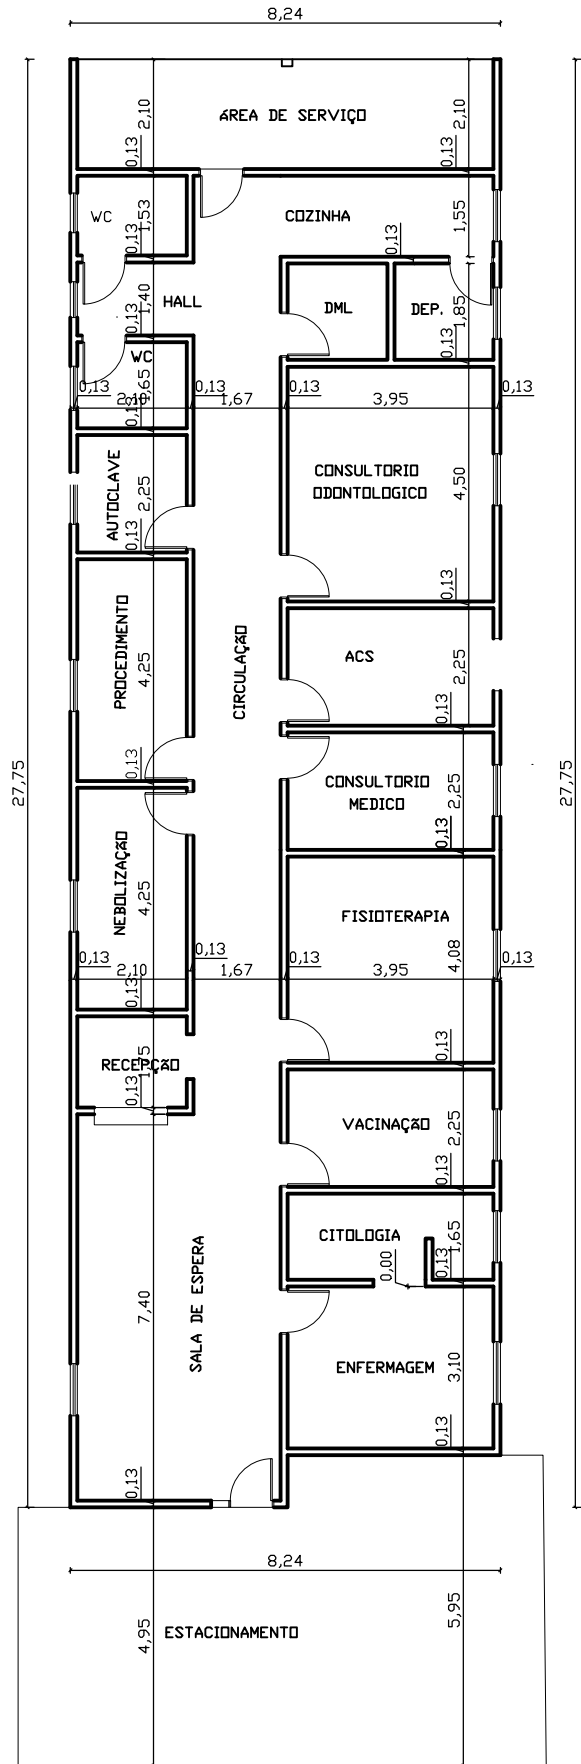 8,24
2,10
0,13
ÁREA DE SERVIÇO
2,10
0,13
WC
1,53
0,13
COZINHA
1,55
0,13
HALL
1,40
0,13
DML
DEP.
1,85
0,13
WC
1,65
0,13
0,13
2,10
0,13
1,67
0,13
3,95
0,13
AUTOCLAVE
2,25
0,13
CONSULTORIO
ODONTOLOGICO
4,50
0,13
PROCEDIMENTO
4,25
0,13
CIRCULAÇÃO
ACS
2,25
0,13
27,75
27,75
CONSULTORIO
MEDICO
2,25
0,13
NEBOLIZAÇÃO
4,25
0,13
FISIOTERAPIA
4,08
0,13
0,13
2,10
0,13
1,67
0,13
3,95
0,13
RECEPÇÃO
1,75
0,13
VACINAÇÃO
2,25
0,13
CITOLOGIA
0,00
1,65
0,13
SALA DE ESPERA
7,40
0,13
ENFERMAGEM
3,10
0,13
8,24
4,95
ESTACIONAMENTO
5,95